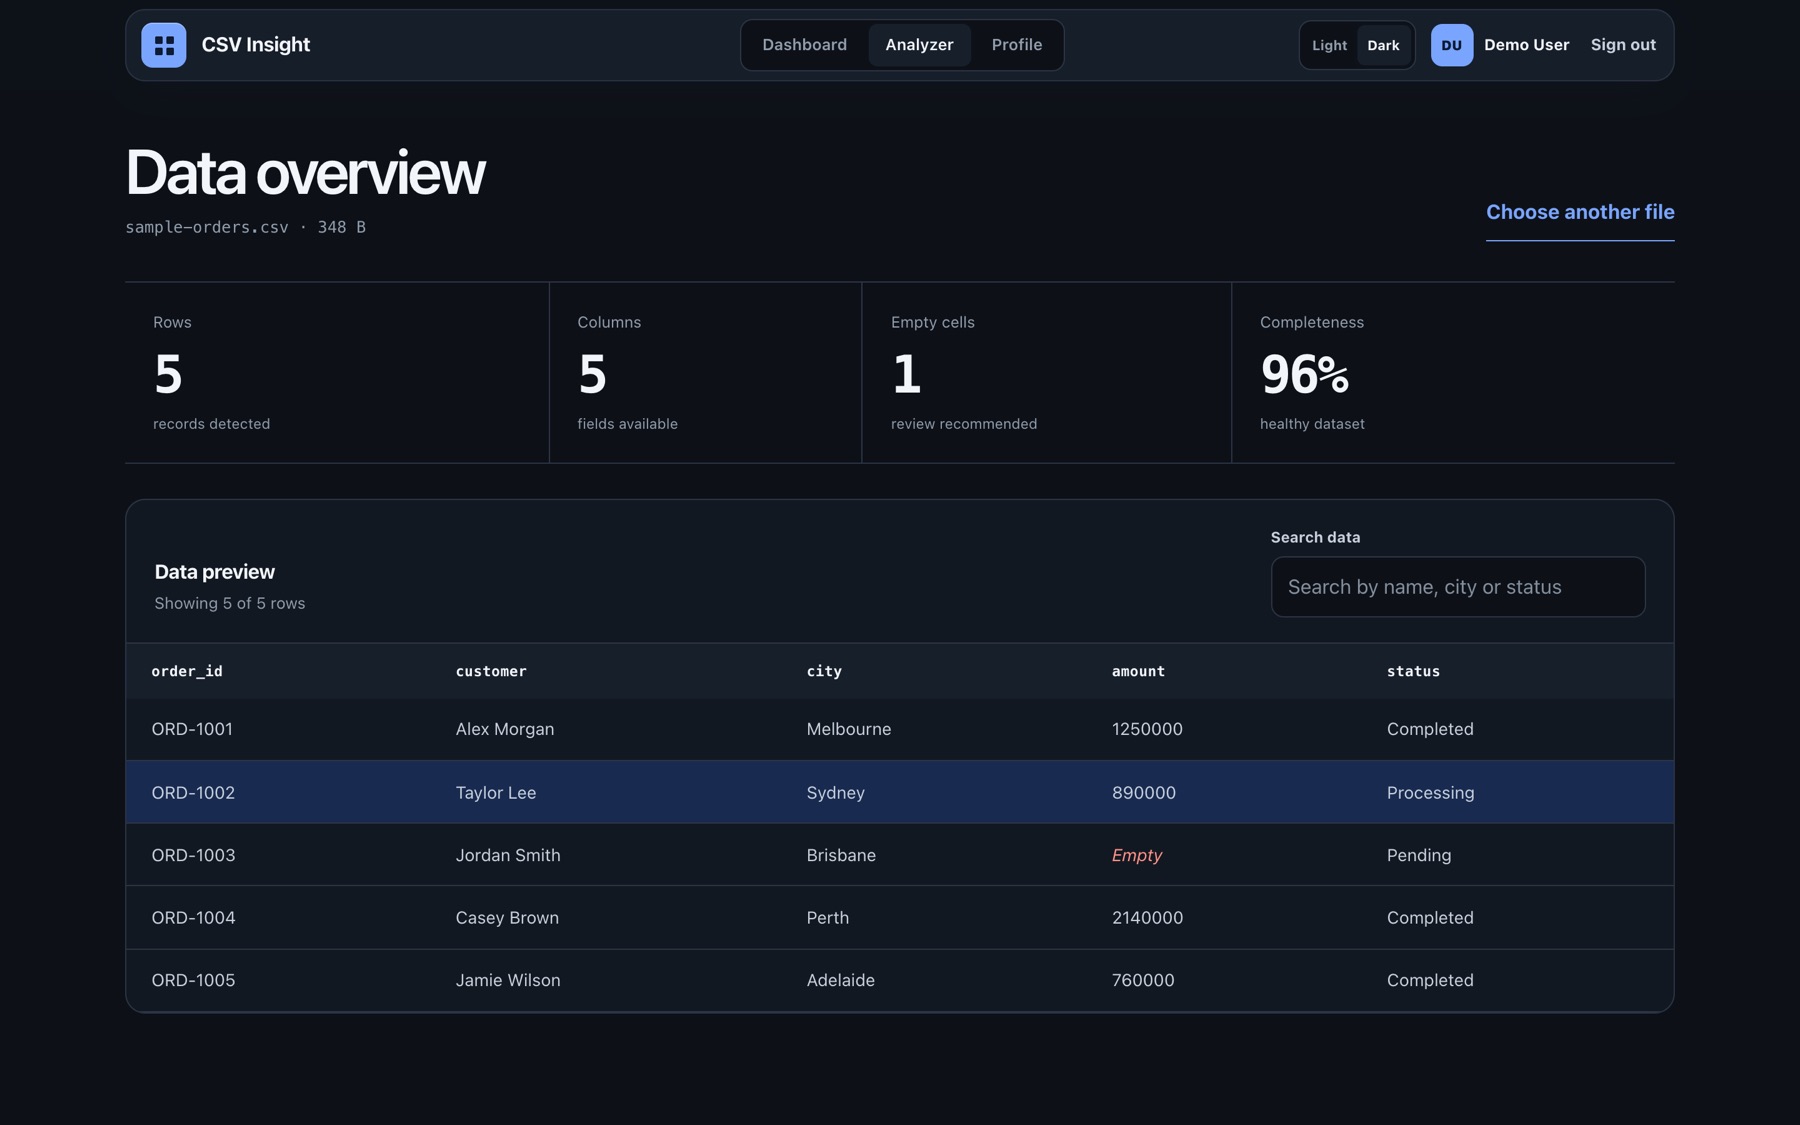 CSV Insight
Dashboard Analyzer Profile
Light Dark
DU Demo User Sign out
Data overview
sample-orders.csv · 348 B
Choose another file
Rows
5
records detected
Columns
5
fields available
Empty cells
1
review recommended
Completeness
96%
healthy dataset
Data preview
Showing 5 of 5 rows
Search data
Search by name, city or status
order_id customer city amount status
ORD-1001 Alex Morgan Melbourne 1250000 Completed
ORD-1002 Taylor Lee Sydney 890000 Processing
ORD-1003 Jordan Smith Brisbane Empty Pending
ORD-1004 Casey Brown Perth 2140000 Completed
ORD-1005 Jamie Wilson Adelaide 760000 Completed